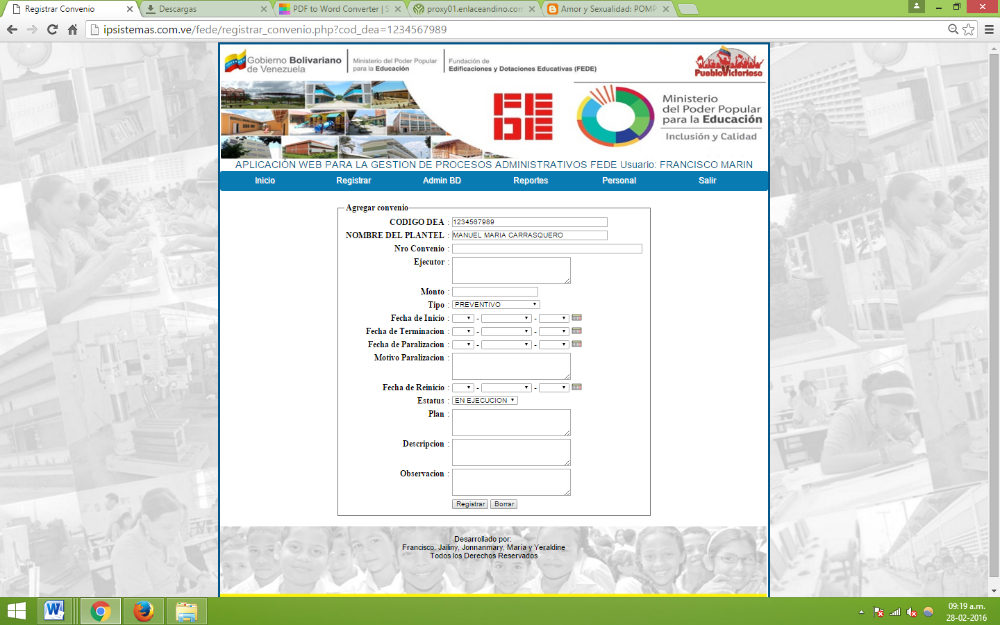 Registrar Convenio
Descargas
PDF to Word Converter | S
proxy01.enlaceandino.com
Amor y Sexualidad: POMP
ipsistemas.com.ve/fede/registrar_convenio.php?cod_dea=1234567989
Gobierno Bolivariano
de Venezuela
Ministerio del Poder Popular
para la Educación
Fundación de
Edificaciones y Dotaciones Educativas (FEDE)
PuebloVictorioso
FEDE
Ministerio
del Poder Popular
para la Educación
Inclusión y Calidad
APLICACIÓN WEB PARA LA GESTION DE PROCESOS ADMINISTRATIVOS FEDE Usuario: FRANCISCO MARIN
Inicio Registrar Admin BD Reportes Personal Salir
Agregar convenio
CODIGO DEA : 1234567989
NOMBRE DEL PLANTEL : MANUEL MARIA CARRASQUERO
Nro Convenio :
Ejecutor :
Monto :
Tipo : PREVENTIVO
Fecha de Inicio : - -
Fecha de Terminacion : - -
Fecha de Paralizacion : - -
Motivo Paralizacion :
Fecha de Reinicio : - -
Estatus : EN EJECUCION
Plan :
Descripcion :
Observacion :
Registrar Borrar
Desarrollado por:
Francisco, Jailiny, Jonnanmary, María y Yeraldine
Todos los Derechos Reservados
09:19 a.m.
28-02-2016